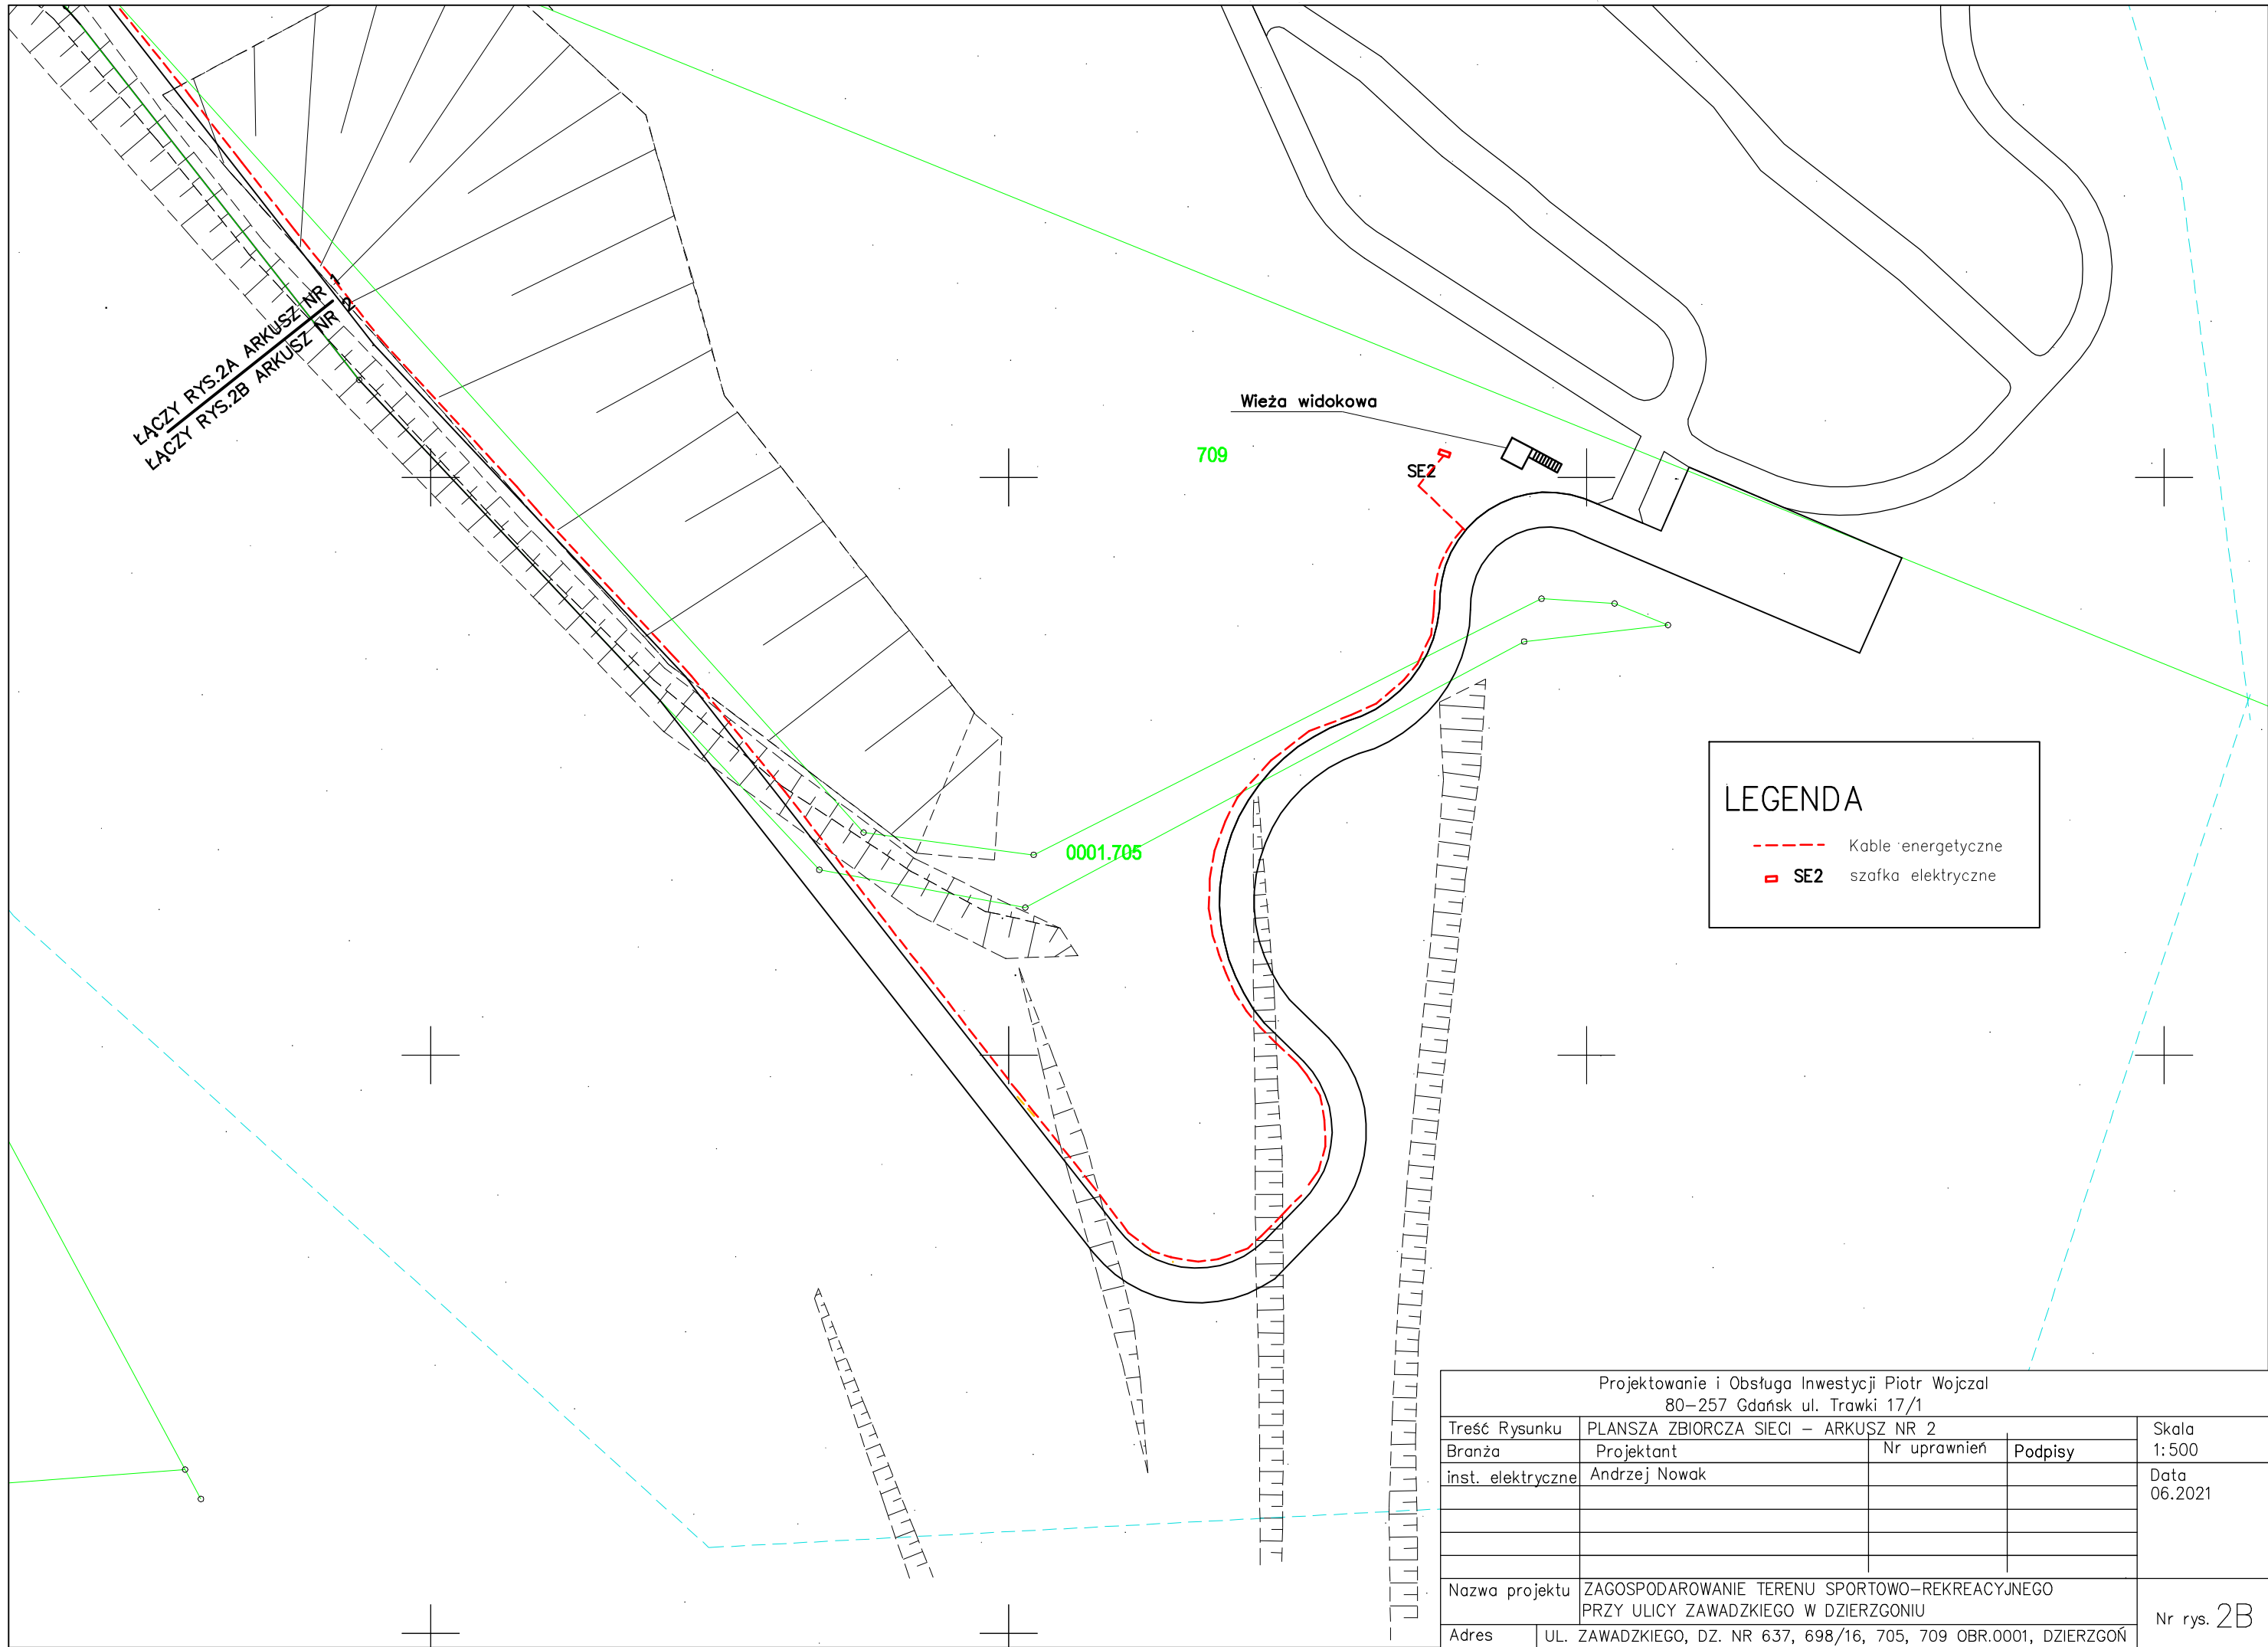 ŁĄCZY RYS.2A ARKUSZ NR 1
ŁĄCZY RYS.2B ARKUSZ NR 2
Wieża widokowa
709
SE2
0001.705
LEGENDA
Kable energetyczne
SE2 szafka elektryczne
Projektowanie i Obsługa Inwestycji Piotr Wojczal
80-257 Gdańsk ul. Trawki 17/1
Treść Rysunku PLANSZA ZBIORCZA SIECI - ARKUSZ NR 2 Skala
1:500
Branża Projektant Nr uprawnień Podpisy
inst. elektryczne Andrzej Nowak
Data
06.2021
Nazwa projektu ZAGOSPODAROWANIE TERENU SPORTOWO-REKREACYJNEGO
PRZY ULICY ZAWADZKIEGO W DZIERZGONIU
Nr rys. 2B
Adres UL. ZAWADZKIEGO, DZ. NR 637, 698/16, 705, 709 OBR.0001, DZIERZGOŃ